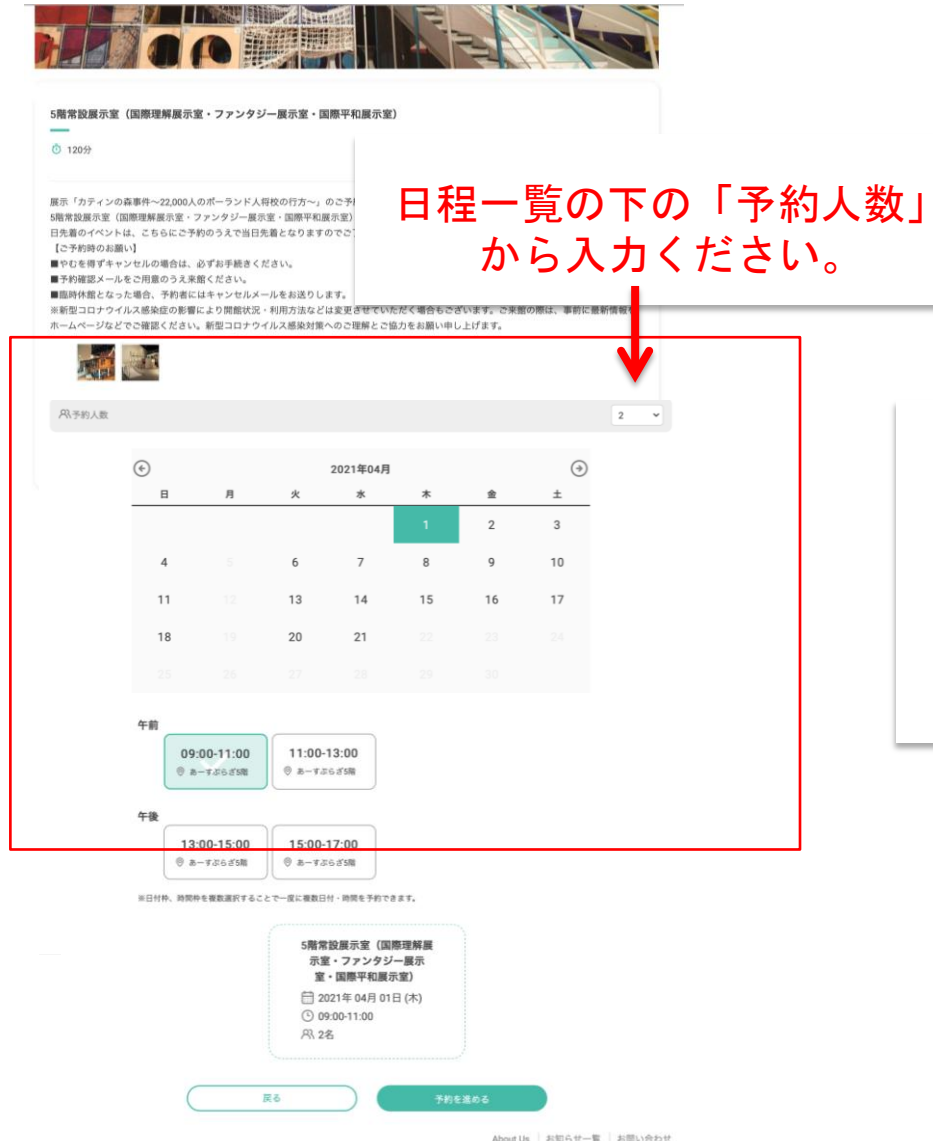 5階常設展示室（国際理解展示室・ファンタジー展示室・国際平和展示室）
120分
日程一覧の下の「予約人数」
から入力ください。
展示「カティンの森事件～22,000人のポーランド人将校の行方～」のご予
5階常設展示室（国際理解展示室・ファンタジー展示室・国際平和展示室）
日先着のイベントは、こちらにご予約のうえで当日先着となりますのでご
【ご予約時のお願い】
■やむを得ずキャンセルの場合は、必ずお手続きください。
■予約確認メールをご用意のうえ来館ください。
■臨時休館となった場合、予約者にはキャンセルメールをお送りします。
※新型コロナウイルス感染症の影響により開館状況・利用方法などは変更させていただく場合もございます。ご来館の際は、事前に最新情報を
ホームページなどでご確認ください。新型コロナウイルス感染対策へのご理解とご協力をお願い申し上げます。
予約人数 2
2021年04月
日 月 火 水 木 金 土
1 2 3
4 5 6 7 8 9 10
11 12 13 14 15 16 17
18 19 20 21 22 23 24
25 26 27 28 29 30
午前
09:00-11:00 11:00-13:00
あーすぷらざ5階 あーすぷらざ5階
午後
13:00-15:00 15:00-17:00
あーすぷらざ5階 あーすぷらざ5階
※日付枠、時間枠を複数選択することで一度に複数日付・時間を予約できます。
5階常設展示室（国際理解展
示室・ファンタジー展示
室・国際平和展示室）
2021年 04月 01日 (木)
09:00-11:00
2名
戻る 予約を進める
About Us お知らせ一覧 お問い合わせ